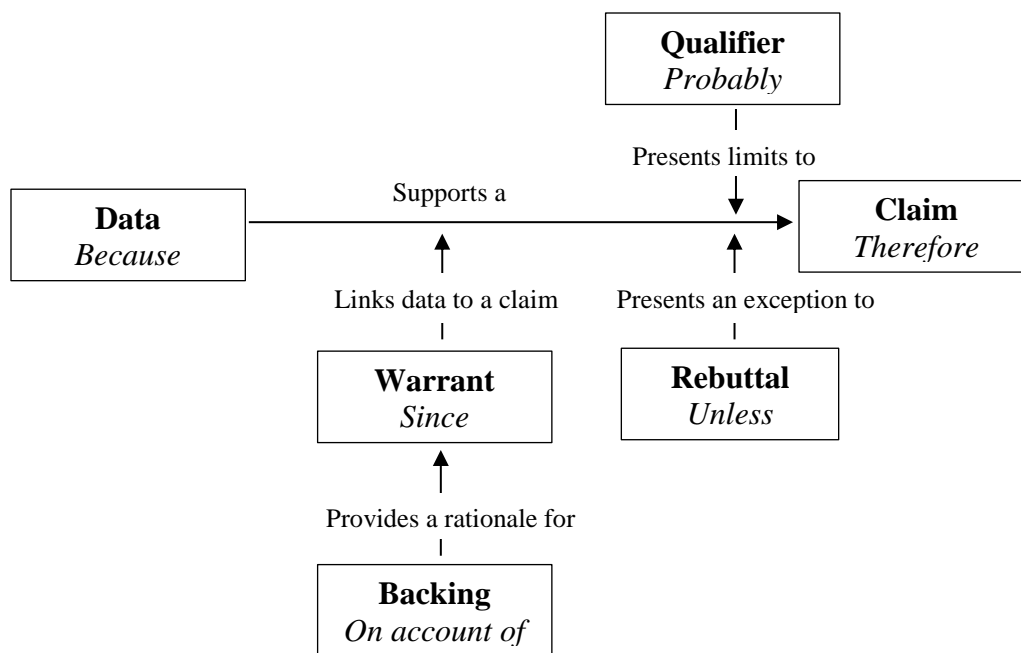 Qualifier
Probably
Presents limits to
Supports a
Data
Because
Claim
Therefore
Links data to a claim
Presents an exception to
Warrant
Since
Rebuttal
Unless
Provides a rationale for
Backing
On account of